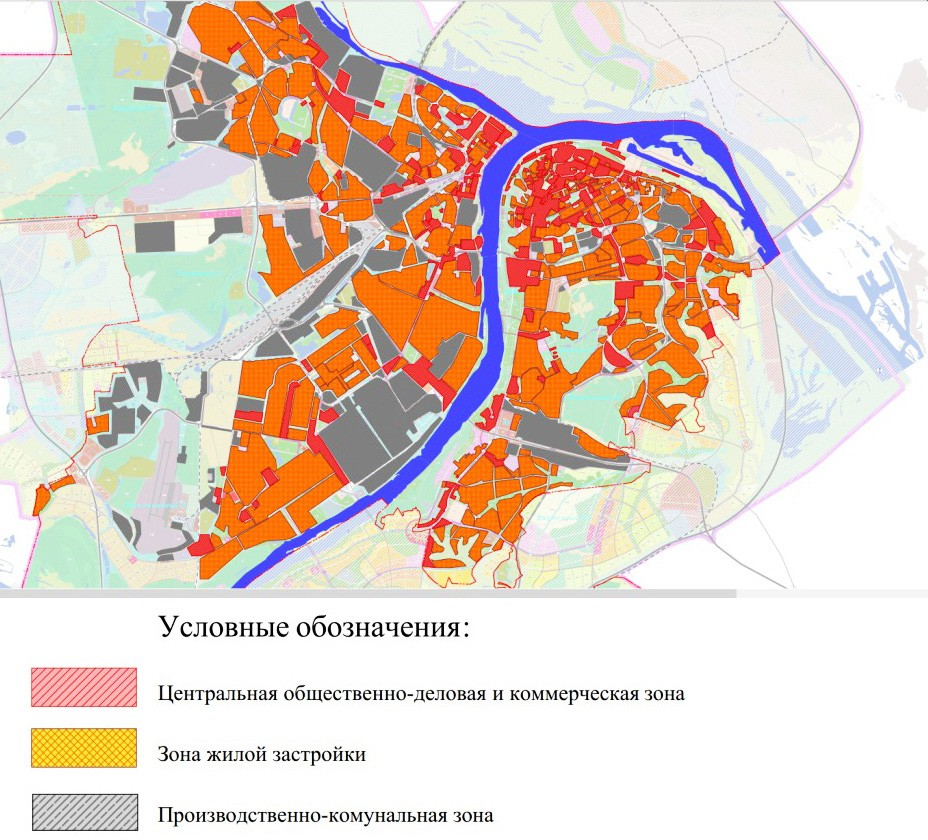 Условные обозначения:
Центральная общественно-деловая и коммерческая зона
Зона жилой застройки
Производственно-комунальная зона